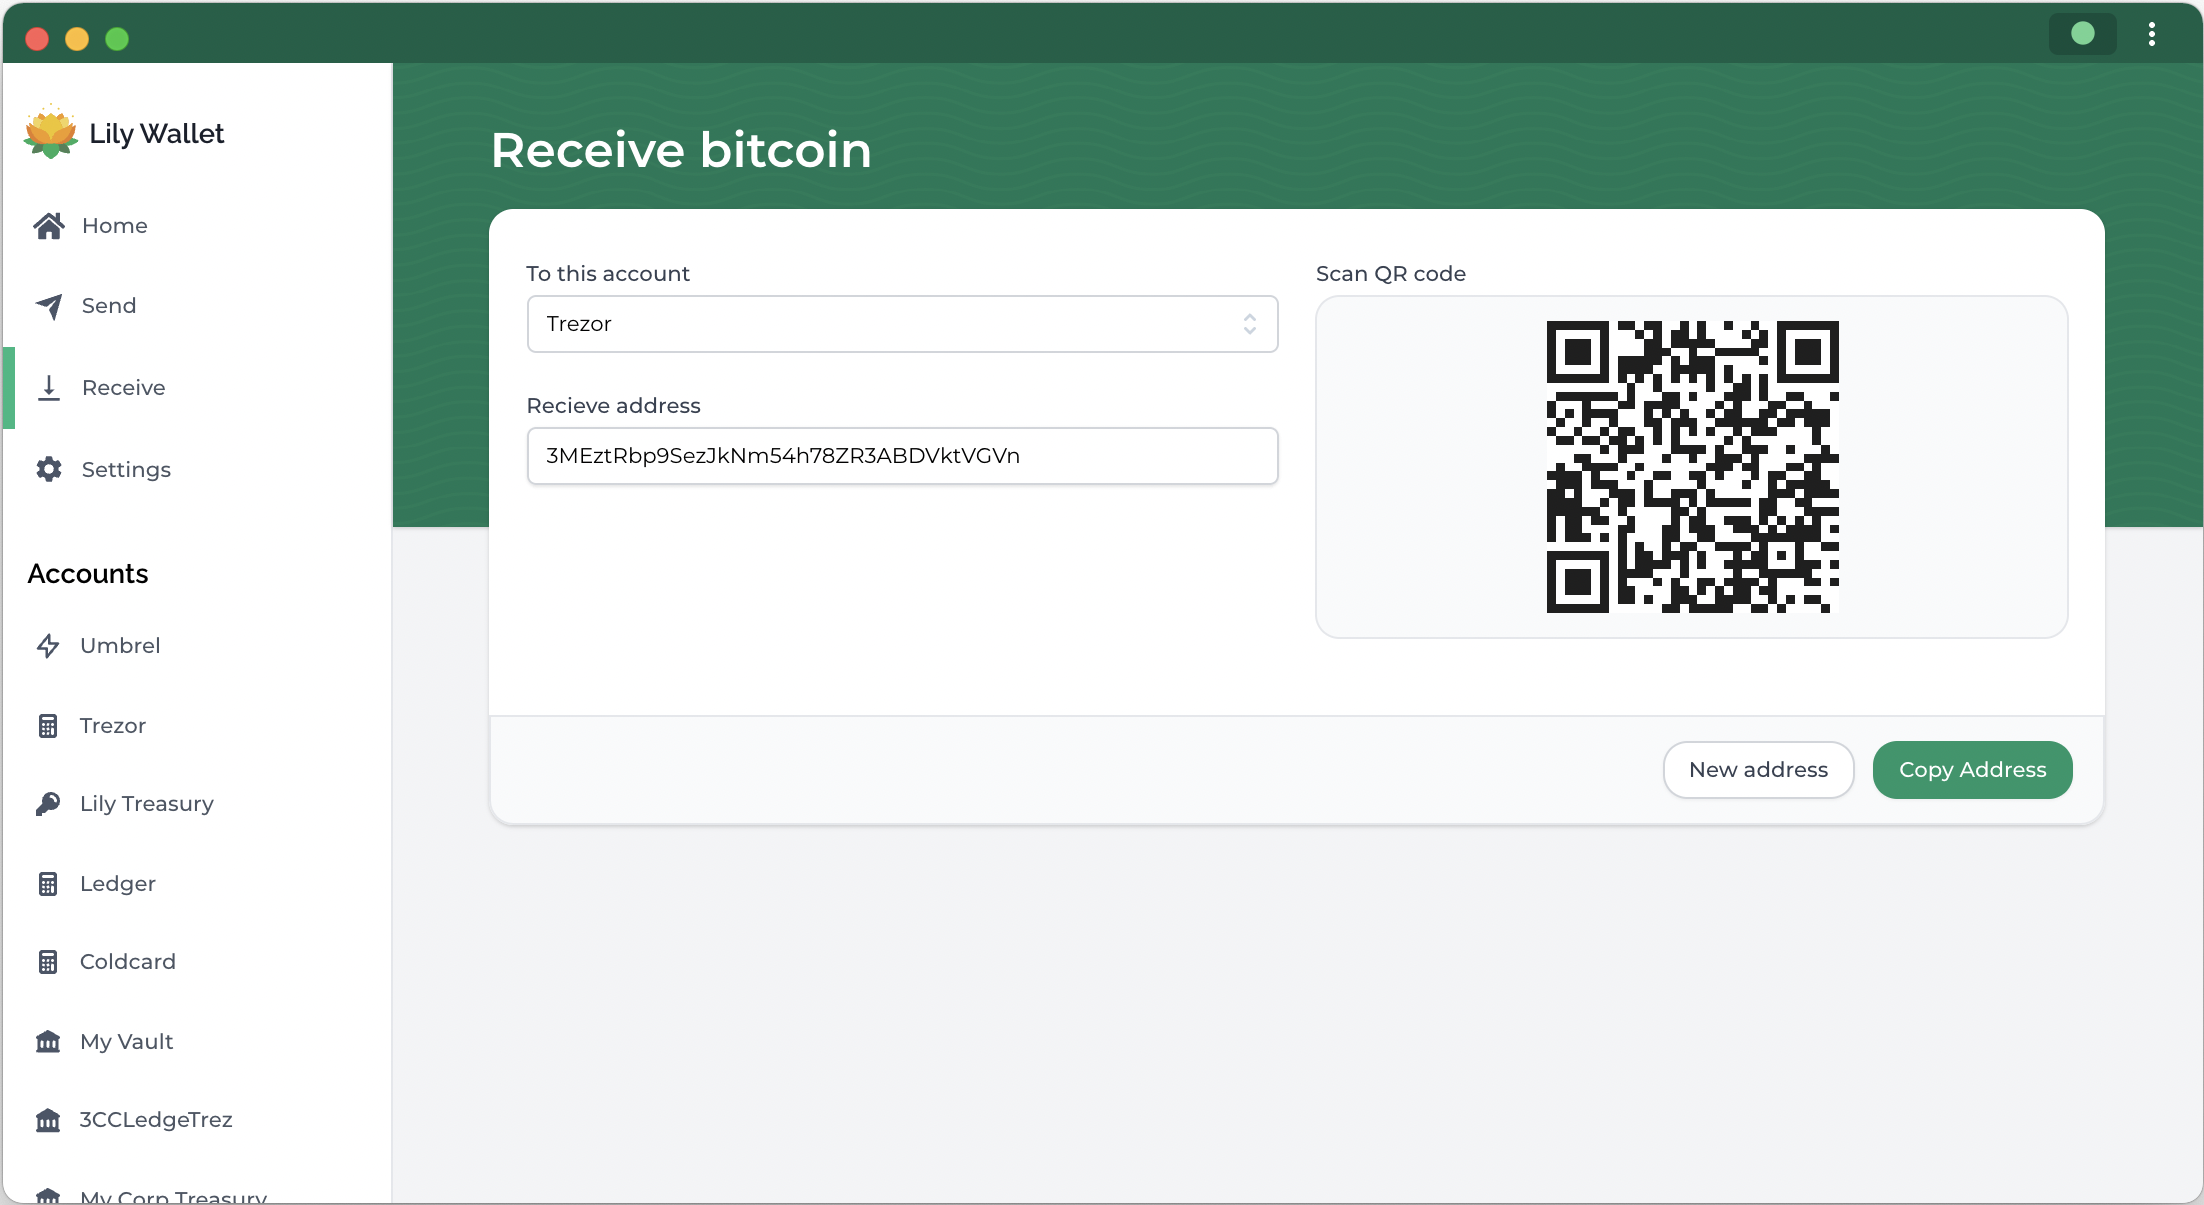 Lily Wallet
Home
Send
Receive
Settings
Accounts
Umbrel
Trezor
Lily Treasury
Ledger
Coldcard
My Vault
3CCLedgeTrez
My Corp Treasury
Receive bitcoin
To this account
Trezor
Recieve address
3MEztRbp9SezJkNm54h78ZR3ABDVktVGVn
Scan QR code
New address
Copy Address